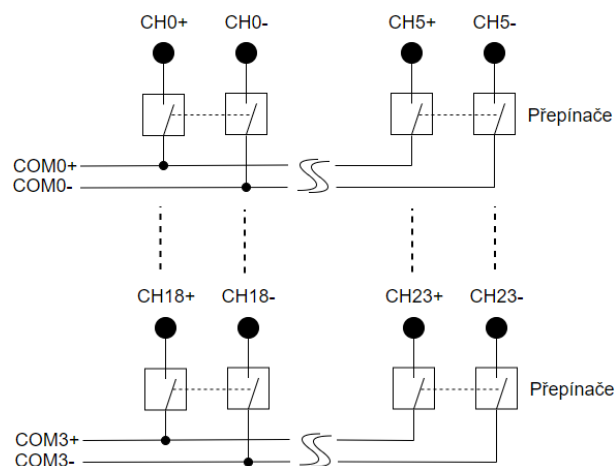 CH0+ CH0- CH5+ CH5-
Přepínače
COM0+
COM0-
CH18+ CH18- CH23+ CH23-
Přepínače
COM3+
COM3-